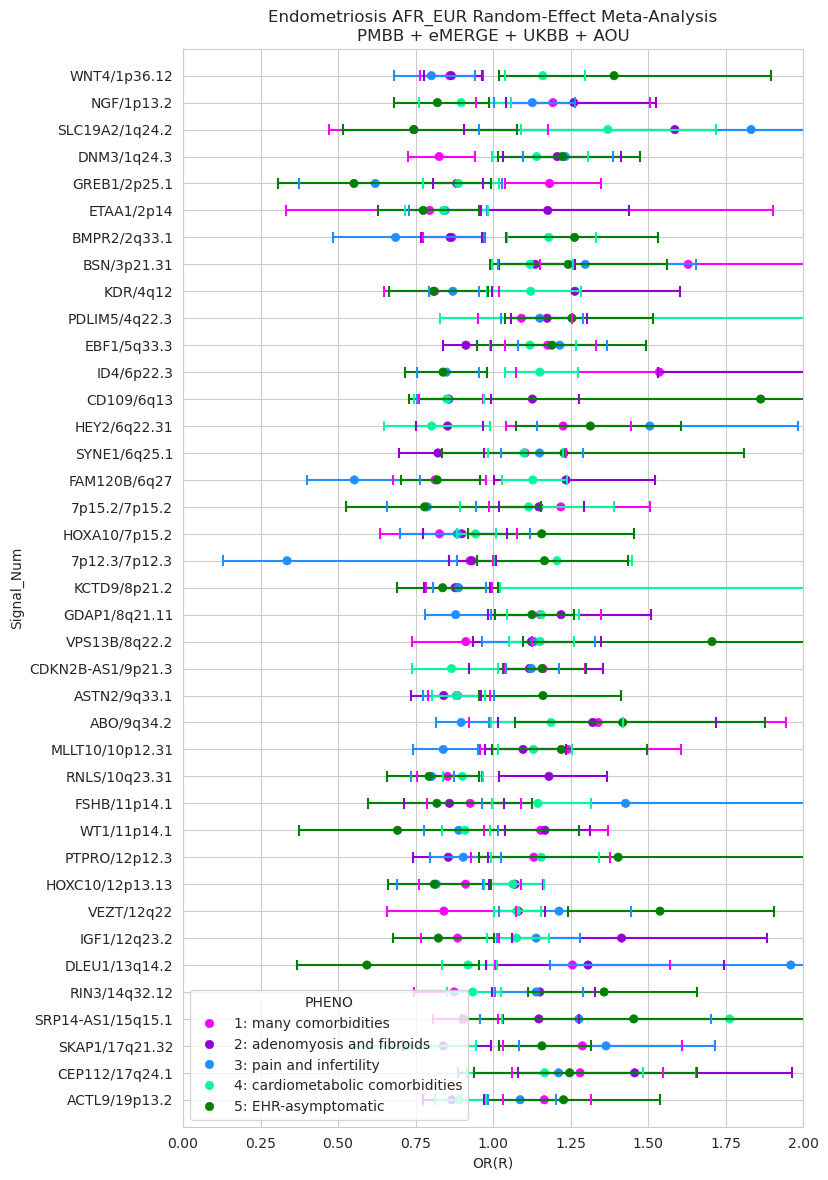 Endometriosis AFR_EUR Random-Effect Meta-Analysis
PMBB + eMERGE + UKBB + AOU
Signal_Num
WNT4/1p36.12
NGF/1p13.2
SLC19A2/1q24.2
DNM3/1q24.3
GREB1/2p25.1
ETAA1/2p14
BMPR2/2q33.1
BSN/3p21.31
KDR/4q12
PDLIM5/4q22.3
EBF1/5q33.3
ID4/6p22.3
CD109/6q13
HEY2/6q22.31
SYNE1/6q25.1
FAM120B/6q27
7p15.2/7p15.2
HOXA10/7p15.2
7p12.3/7p12.3
KCTD9/8p21.2
GDAP1/8q21.11
VPS13B/8q22.2
CDKN2B-AS1/9p21.3
ASTN2/9q33.1
ABO/9q34.2
MLLT10/10p12.31
RNLS/10q23.31
FSHB/11p14.1
WT1/11p14.1
PTPRO/12p12.3
HOXC10/12p13.13
VEZT/12q22
IGF1/12q23.2
DLEU1/13q14.2
RIN3/14q32.12
SRP14-AS1/15q15.1
SKAP1/17q21.32
CEP112/17q24.1
ACTL9/19p13.2
PHENO
1: many comorbidities
2: adenomyosis and fibroids
3: pain and infertility
4: cardiometabolic comorbidities
5: EHR-asymptomatic
0.00 0.25 0.50 0.75 1.00 1.25 1.50 1.75 2.00
OR(R)